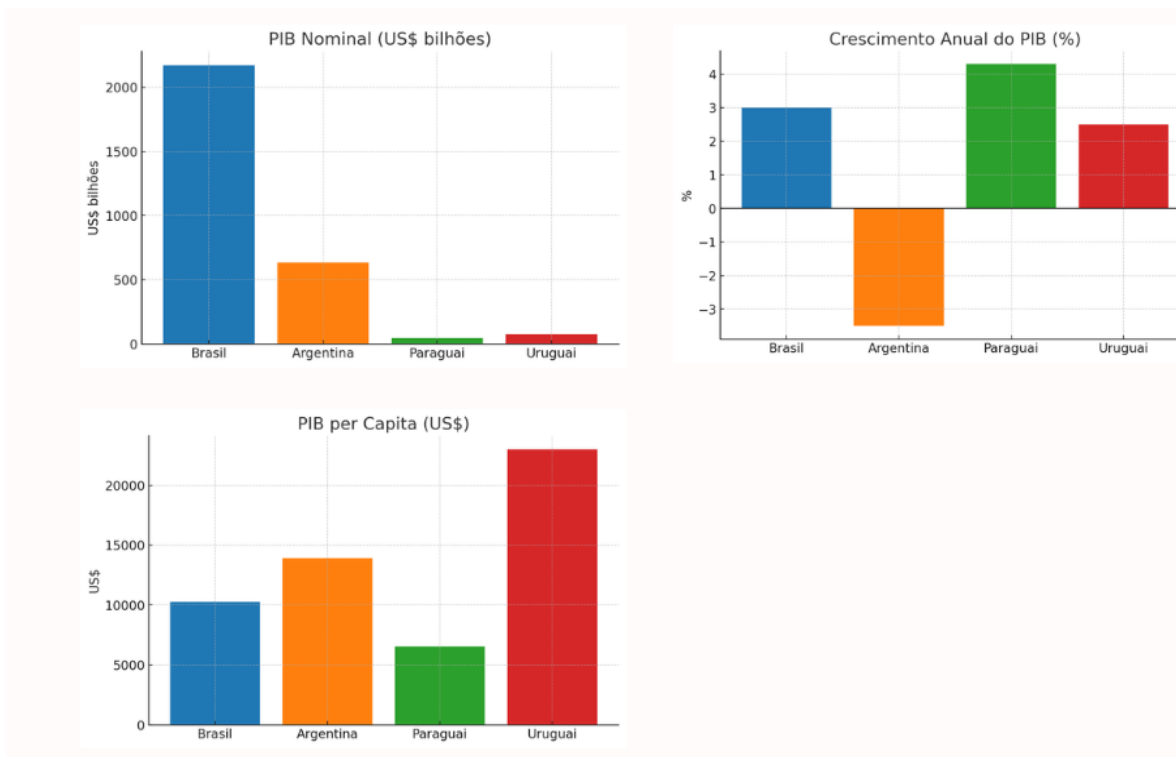 PIB Nominal (US$ bilhões)
US$ bilhões
2000
1500
1000
500
0
Brasil Argentina Paraguai Uruguai
Crescimento Anual do PIB (%)
%
4
3
2
1
0
−1
−2
−3
Brasil Argentina Paraguai Uruguai
PIB per Capita (US$)
US$
20000
15000
10000
5000
0
Brasil Argentina Paraguai Uruguai